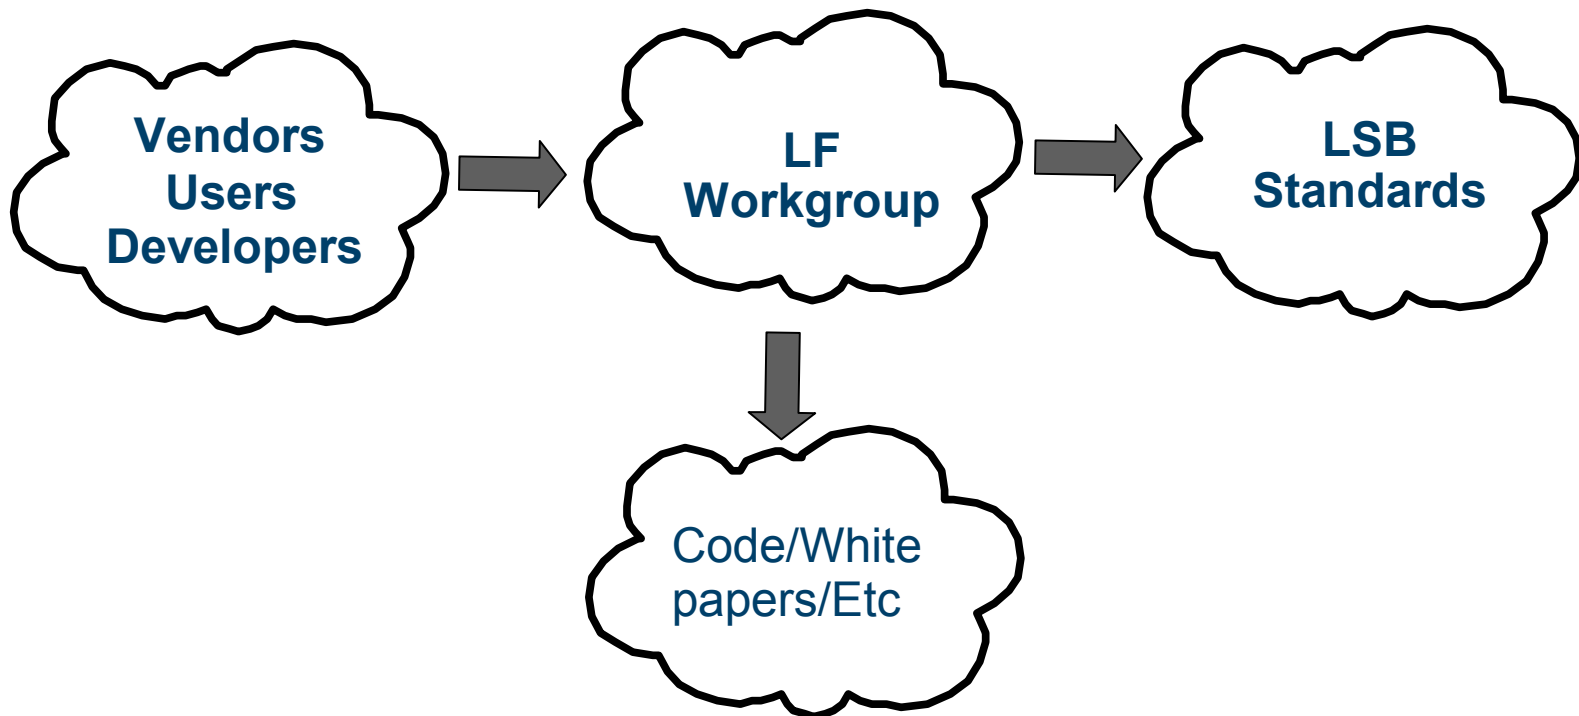 Vendors
Users
Developers
LF
Workgroup
LSB
Standards
Code/White
papers/Etc